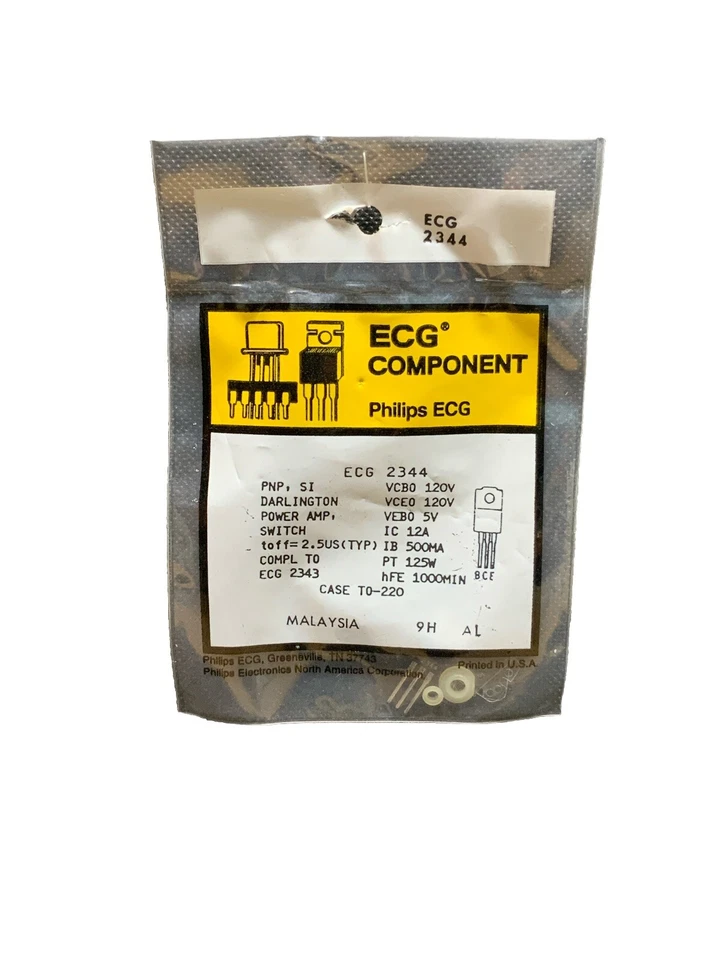 ECG
2344
ECG®
COMPONENT
Philips ECG
ECG 2344
PNP, SI VCBO 120V
DARLINGTON VCEO 120V
POWER AMP, VEBO 5V
SWITCH IC 12A
toff=2.5US(TYP) IB 500MA
COMPL TO PT 125W
ECG 2343 hFE 1000MIN
BCE
CASE TO-220
MALAYSIA 9H AL
Philips ECG, Greeneville, TN 37743
Philips Electronics North America Corporation
Printed in U.S.A.